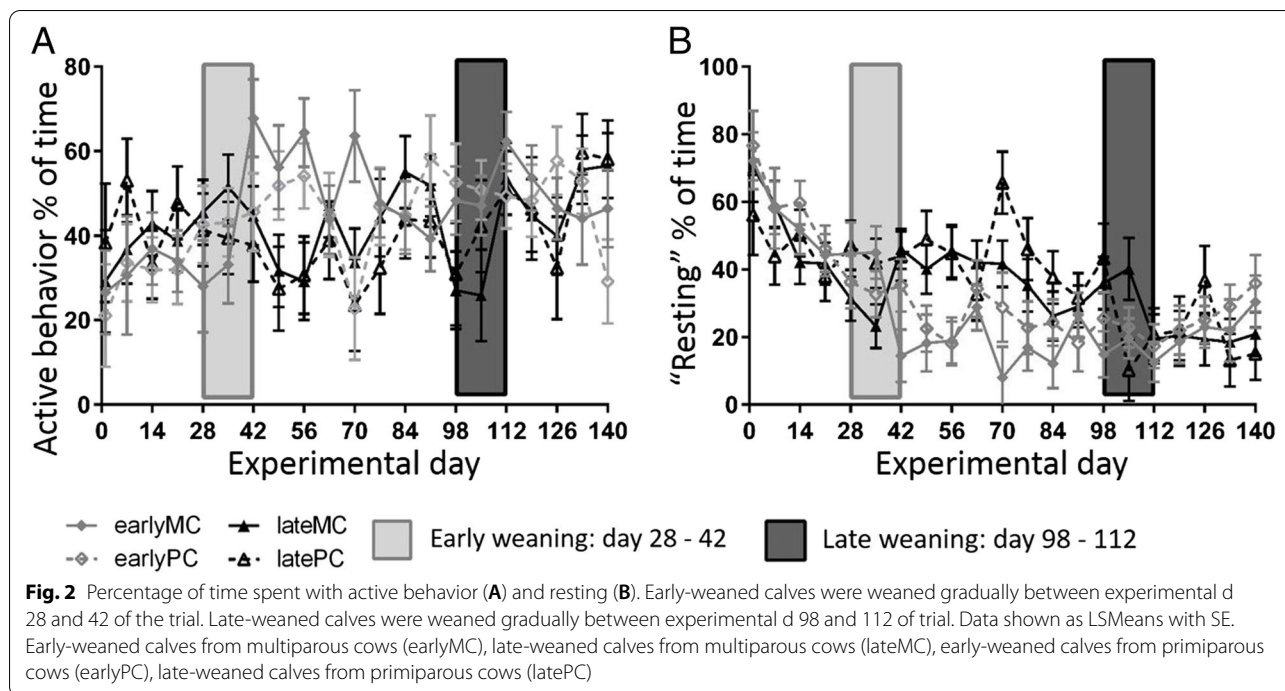 A
B
Active behavior % of time
80
60
40
20
0
0 14 28 42 56 70 84 98 112 126 140
Experimental day
"Resting" % of time
100
80
60
40
20
0
0 14 28 42 56 70 84 98 112 126 140
Experimental day
earlyMC
lateMC
earlyPC
latePC
Early weaning: day 28 - 42
Late weaning: day 98 - 112
Fig. 2 Percentage of time spent with active behavior (A) and resting (B). Early-weaned calves were weaned gradually between experimental d
28 and 42 of the trial. Late-weaned calves were weaned gradually between experimental d 98 and 112 of trial. Data shown as LSMeans with SE.
Early-weaned calves from multiparous cows (earlyMC), late-weaned calves from multiparous cows (lateMC), early-weaned calves from primiparous
cows (earlyPC), late-weaned calves from primiparous cows (latePC)